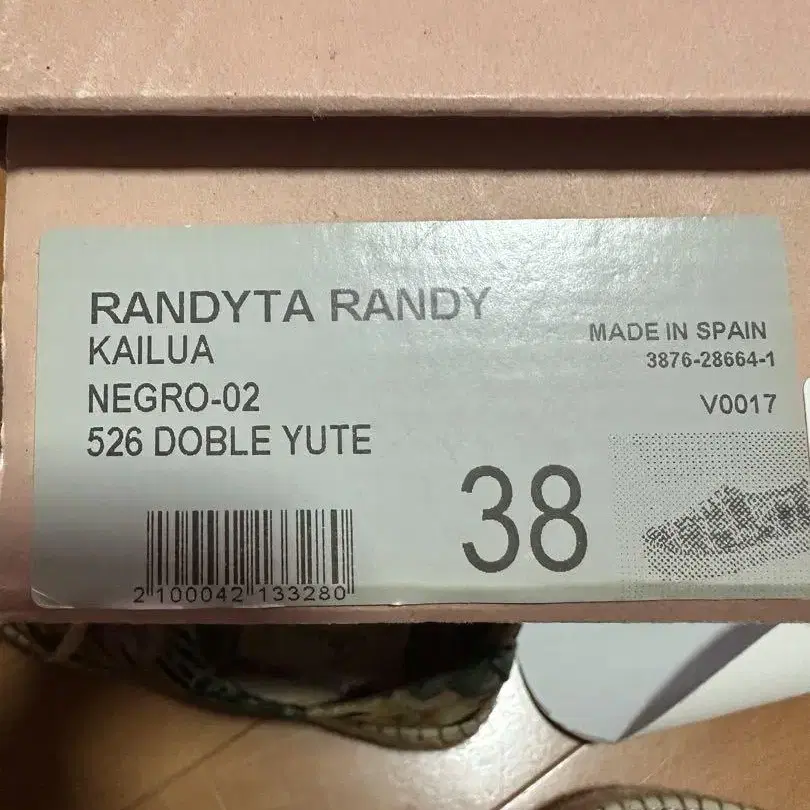 RANDYTA RANDY
KAILUA
NEGRO-02
526 DOBLE YUTE
MADE IN SPAIN
3876-28664-1
V0017
38
2 100042 133280